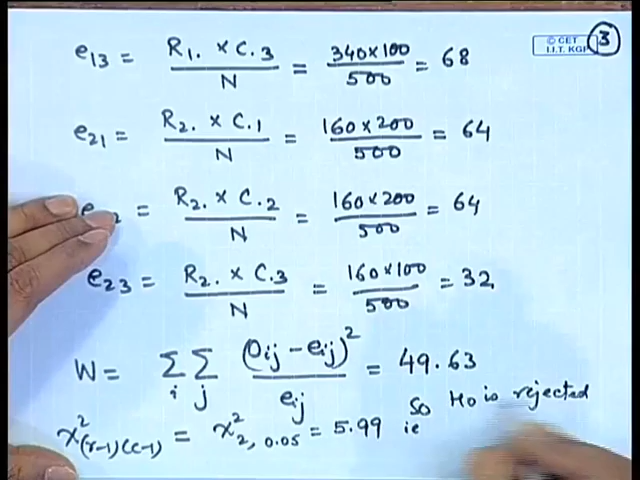 © CET
I.I.T. KGP
3
e13 = R1. × C.3 / N = 340×100 / 500 = 68
e21 = R2. × C.1 / N = 160×200 / 500 = 64
2 = R2. × C.2 / N = 160×200 / 500 = 64
e23 = R2. × C.3 / N = 160×100 / 500 = 32
W = Σi Σj (Oij − eij)² / eij = 49.63
χ²(r−1)(c−1) = χ²2, 0.05 = 5.99 So Ho is rejected
ie